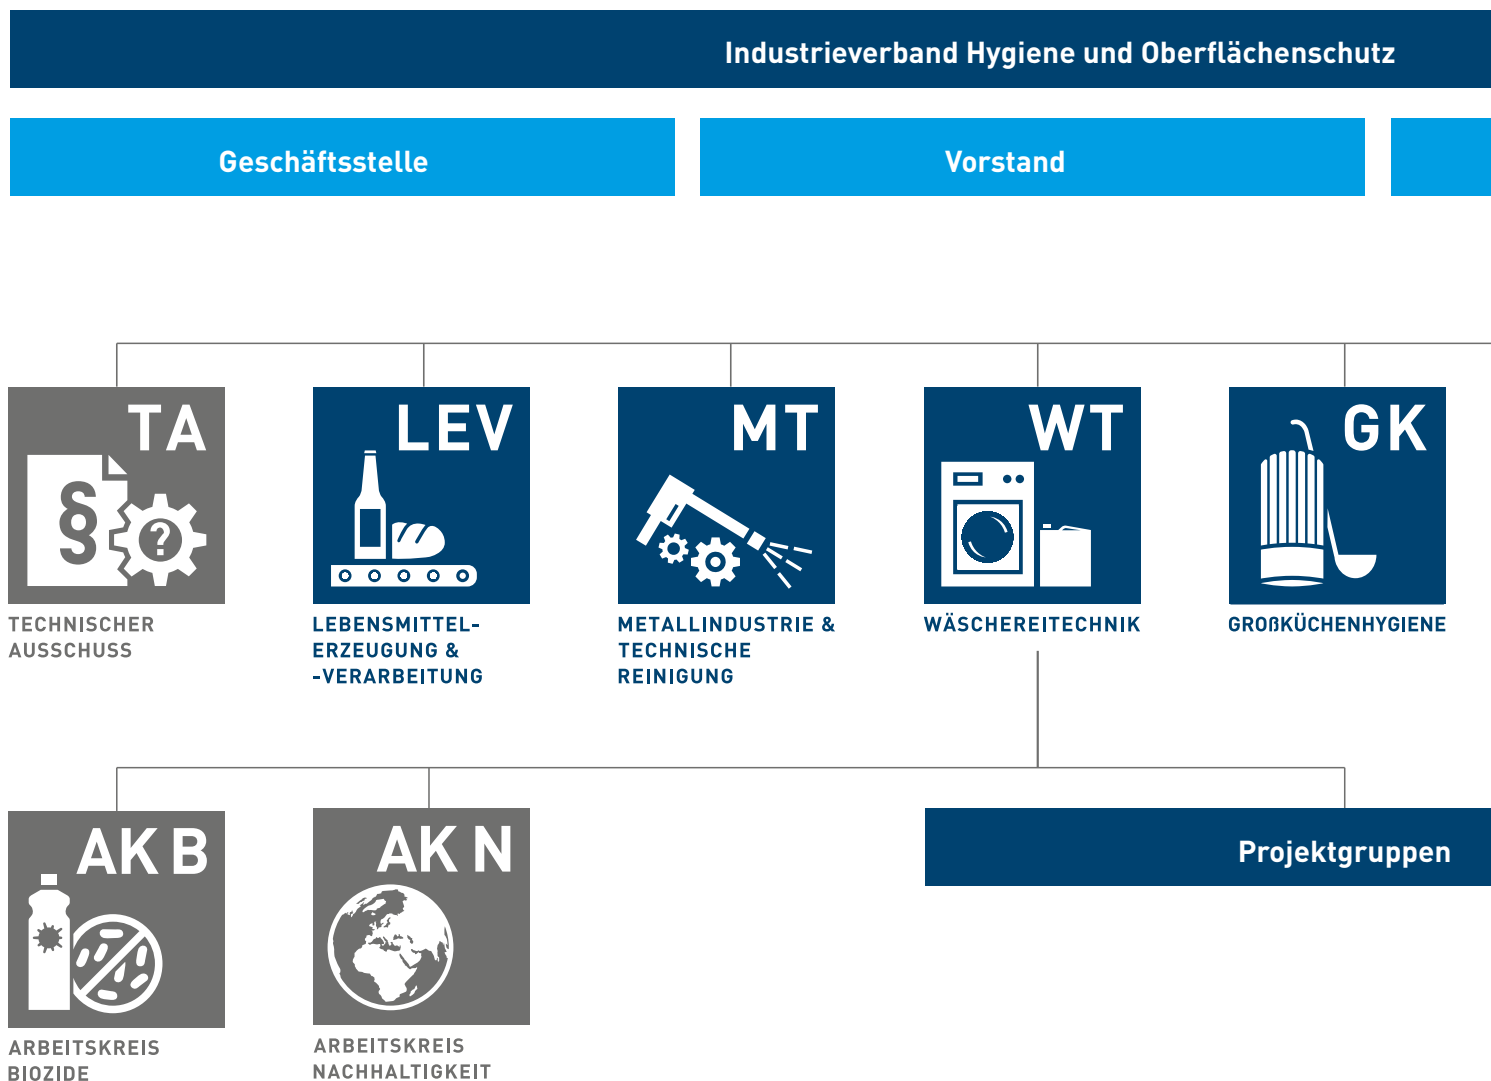 Industrieverband Hygiene und Oberflächenschutz
Geschäftsstelle
Vorstand
TA
§
?
TECHNISCHER
AUSSCHUSS
LEV
LEBENSMITTEL-
ERZEUGUNG &
-VERARBEITUNG
MT
METALLINDUSTRIE &
TECHNISCHE
REINIGUNG
WT
WÄSCHEREITECHNIK
GK
GROßKÜCHENHYGIENE
AK B
ARBEITSKREIS
BIOZIDE
AK N
ARBEITSKREIS
NACHHALTIGKEIT
Projektgruppen